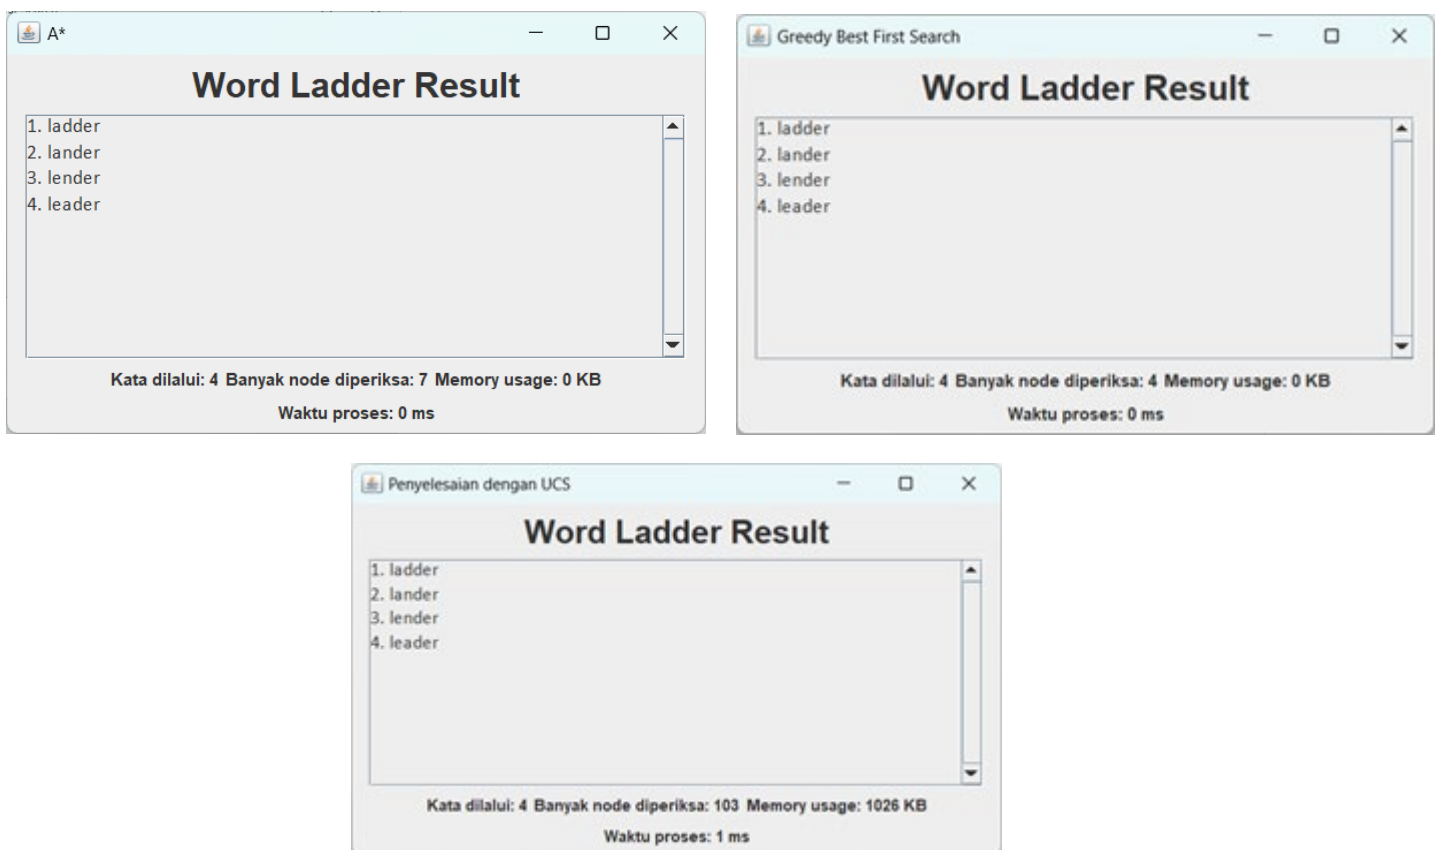 A*
Word Ladder Result
1. ladder
2. lander
3. lender
4. leader
Kata dilalui: 4 Banyak node diperiksa: 7 Memory usage: 0 KB
Waktu proses: 0 ms
Greedy Best First Search
Word Ladder Result
1. ladder
2. lander
3. lender
4. leader
Kata dilalui: 4 Banyak node diperiksa: 4 Memory usage: 0 KB
Waktu proses: 0 ms
Penyelesaian dengan UCS
Word Ladder Result
1. ladder
2. lander
3. lender
4. leader
Kata dilalui: 4 Banyak node diperiksa: 103 Memory usage: 1026 KB
Waktu proses: 1 ms